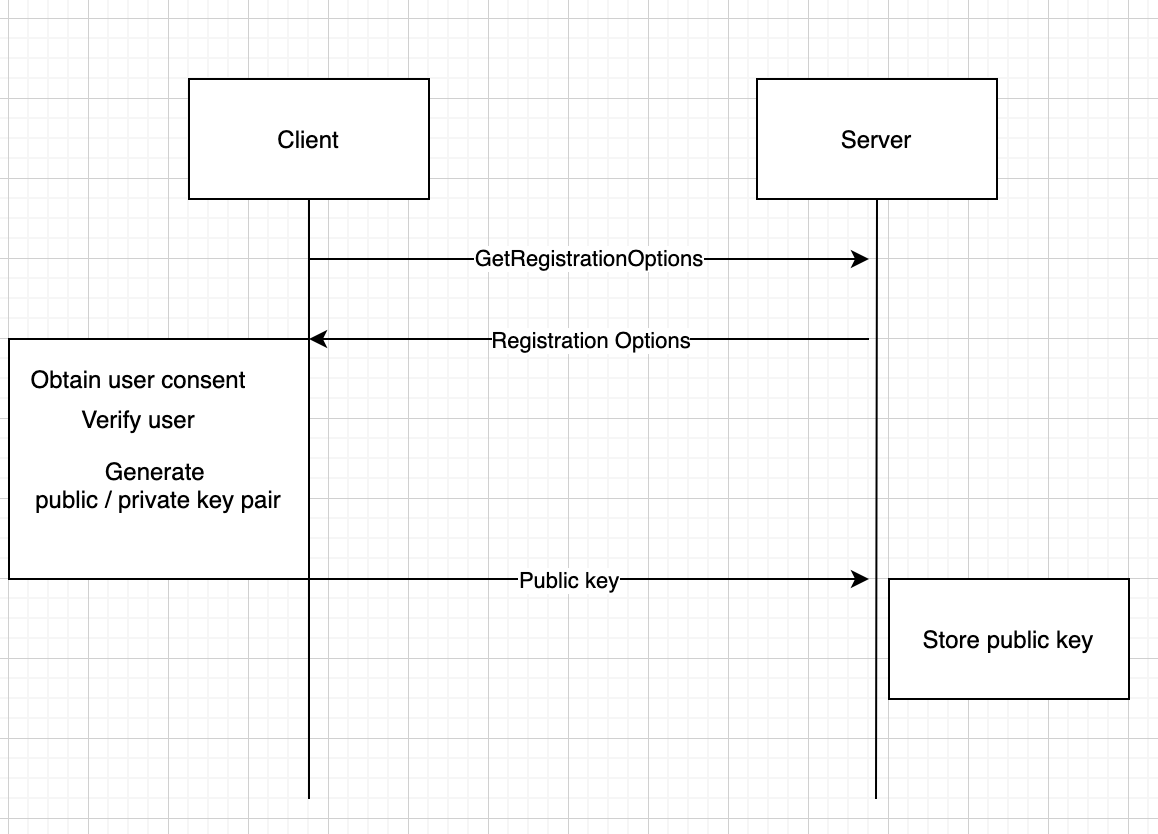 Client
Server
GetRegistrationOptions
Registration Options
Obtain user consent
Verify user
Generate
public / private key pair
Public key
Store public key